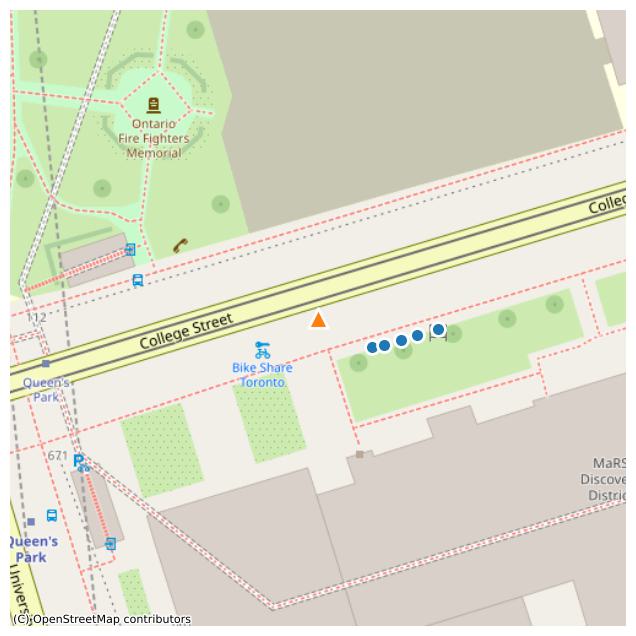 Ontario
Fire Fighters
Memorial
College
112
College Street
Bike Share
Toronto
Queen's
Park
671
MaRS
Discove
Distric
Queen's
Park
Univers
(C) OpenStreetMap contributors